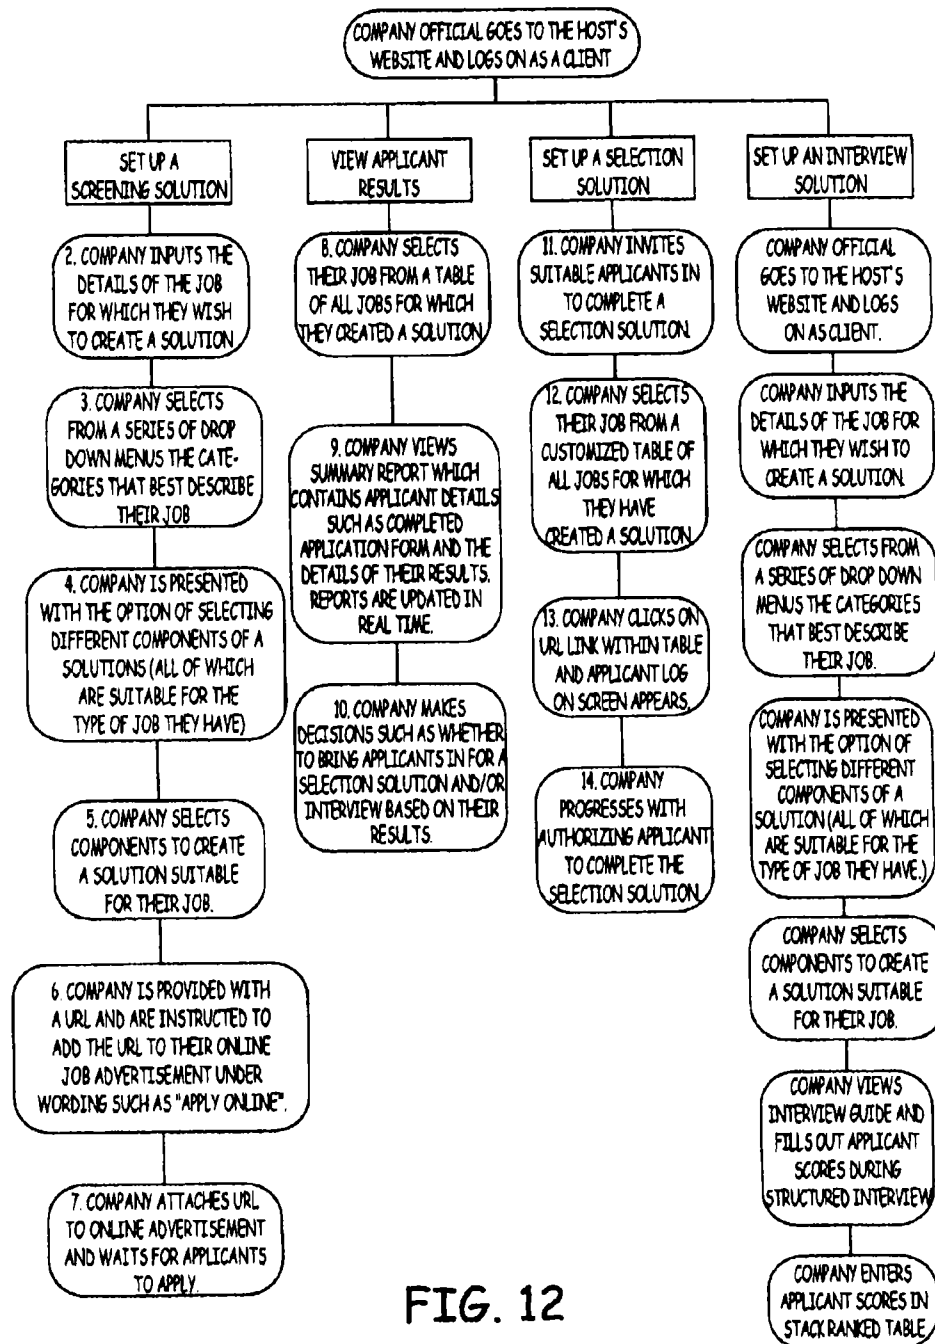 COMPANY OFFICIAL GOES TO THE HOST'S
WEBSITE AND LOGS ON AS A CLIENT
SET UP A
SCREENING SOLUTION
2. COMPANY INPUTS THE
DETAILS OF THE JOB
FOR WHICH THEY WISH
TO CREATE A SOLUTION
3. COMPANY SELECTS
FROM A SERIES OF DROP
DOWN MENUS THE CATE-
GORIES THAT BEST DESCRIBE
THEIR JOB
4. COMPANY IS PRESENTED
WITH THE OPTION OF SELECTING
DIFFERENT COMPONENTS OF A
SOLUTIONS (ALL OF WHICH
ARE SUITABLE FOR THE
TYPE OF JOB THEY HAVE)
5. COMPANY SELECTS
COMPONENTS TO CREATE
A SOLUTION SUITABLE
FOR THEIR JOB.
6. COMPANY IS PROVIDED WITH
A URL AND ARE INSTRUCTED TO
ADD THE URL TO THEIR ONLINE
JOB ADVERTISEMENT UNDER
WORDING SUCH AS "APPLY ONLINE".
7. COMPANY ATTACHES URL
TO ONLINE ADVERTISEMENT
AND WAITS FOR APPLICANTS
TO APPLY.
VIEW APPLICANT
RESULTS
8. COMPANY SELECTS
THEIR JOB FROM A TABLE
OF ALL JOBS FOR WHICH
THEY CREATED A SOLUTION
9. COMPANY VIEWS
SUMMARY REPORT WHICH
CONTAINS APPLICANT DETAILS
SUCH AS COMPLETED
APPLICATION FORM AND THE
DETAILS OF THEIR RESULTS.
REPORTS ARE UPDATED IN
REAL TIME.
10. COMPANY MAKES
DECISIONS SUCH AS WHETHER
TO BRING APPLICANTS IN FOR A
SELECTION SOLUTION AND/OR
INTERVIEW BASED ON THEIR
RESULTS.
SET UP A SELECTION
SOLUTION
11. COMPANY INVITES
SUITABLE APPLICANTS IN
TO COMPLETE A
SELECTION SOLUTION.
12. COMPANY SELECTS
THEIR JOB FROM A
CUSTOMIZED TABLE OF
ALL JOBS FOR WHICH
THEY HAVE
CREATED A SOLUTION
13. COMPANY CLICKS ON
URL LINK WITHIN TABLE
AND APPLICANT LOG
ON SCREEN APPEARS.
14. COMPANY
PROGRESSES WITH
AUTHORIZING APPLICANT
TO COMPLETE THE
SELECTION SOLUTION.
SET UP AN INTERVIEW
SOLUTION
COMPANY OFFICIAL
GOES TO THE HOST'S
WEBSITE AND LOGS
ON AS CLIENT.
COMPANY INPUTS THE
DETAILS OF THE JOB FOR
WHICH THEY WISH TO
CREATE A SOLUTION.
COMPANY SELECTS FROM
A SERIES OF DROP DOWN
MENUS THE CATEGORIES
THAT BEST DESCRIBE
THEIR JOB.
COMPANY IS PRESENTED
WITH THE OPTION OF
SELECTING DIFFERENT
COMPONENTS OF A
SOLUTION (ALL OF WHICH
ARE SUITABLE FOR THE
TYPE OF JOB THEY HAVE.)
COMPANY SELECTS
COMPONENTS TO CREATE
A SOLUTION SUITABLE
FOR THEIR JOB.
COMPANY VIEWS
INTERVIEW GUIDE AND
FILLS OUT APPLICANT
SCORES DURING
STRUCTURED INTERVIEW
COMPANY ENTERS
APPLICANT SCORES IN
STACK RANKED TABLE
FIG. 12